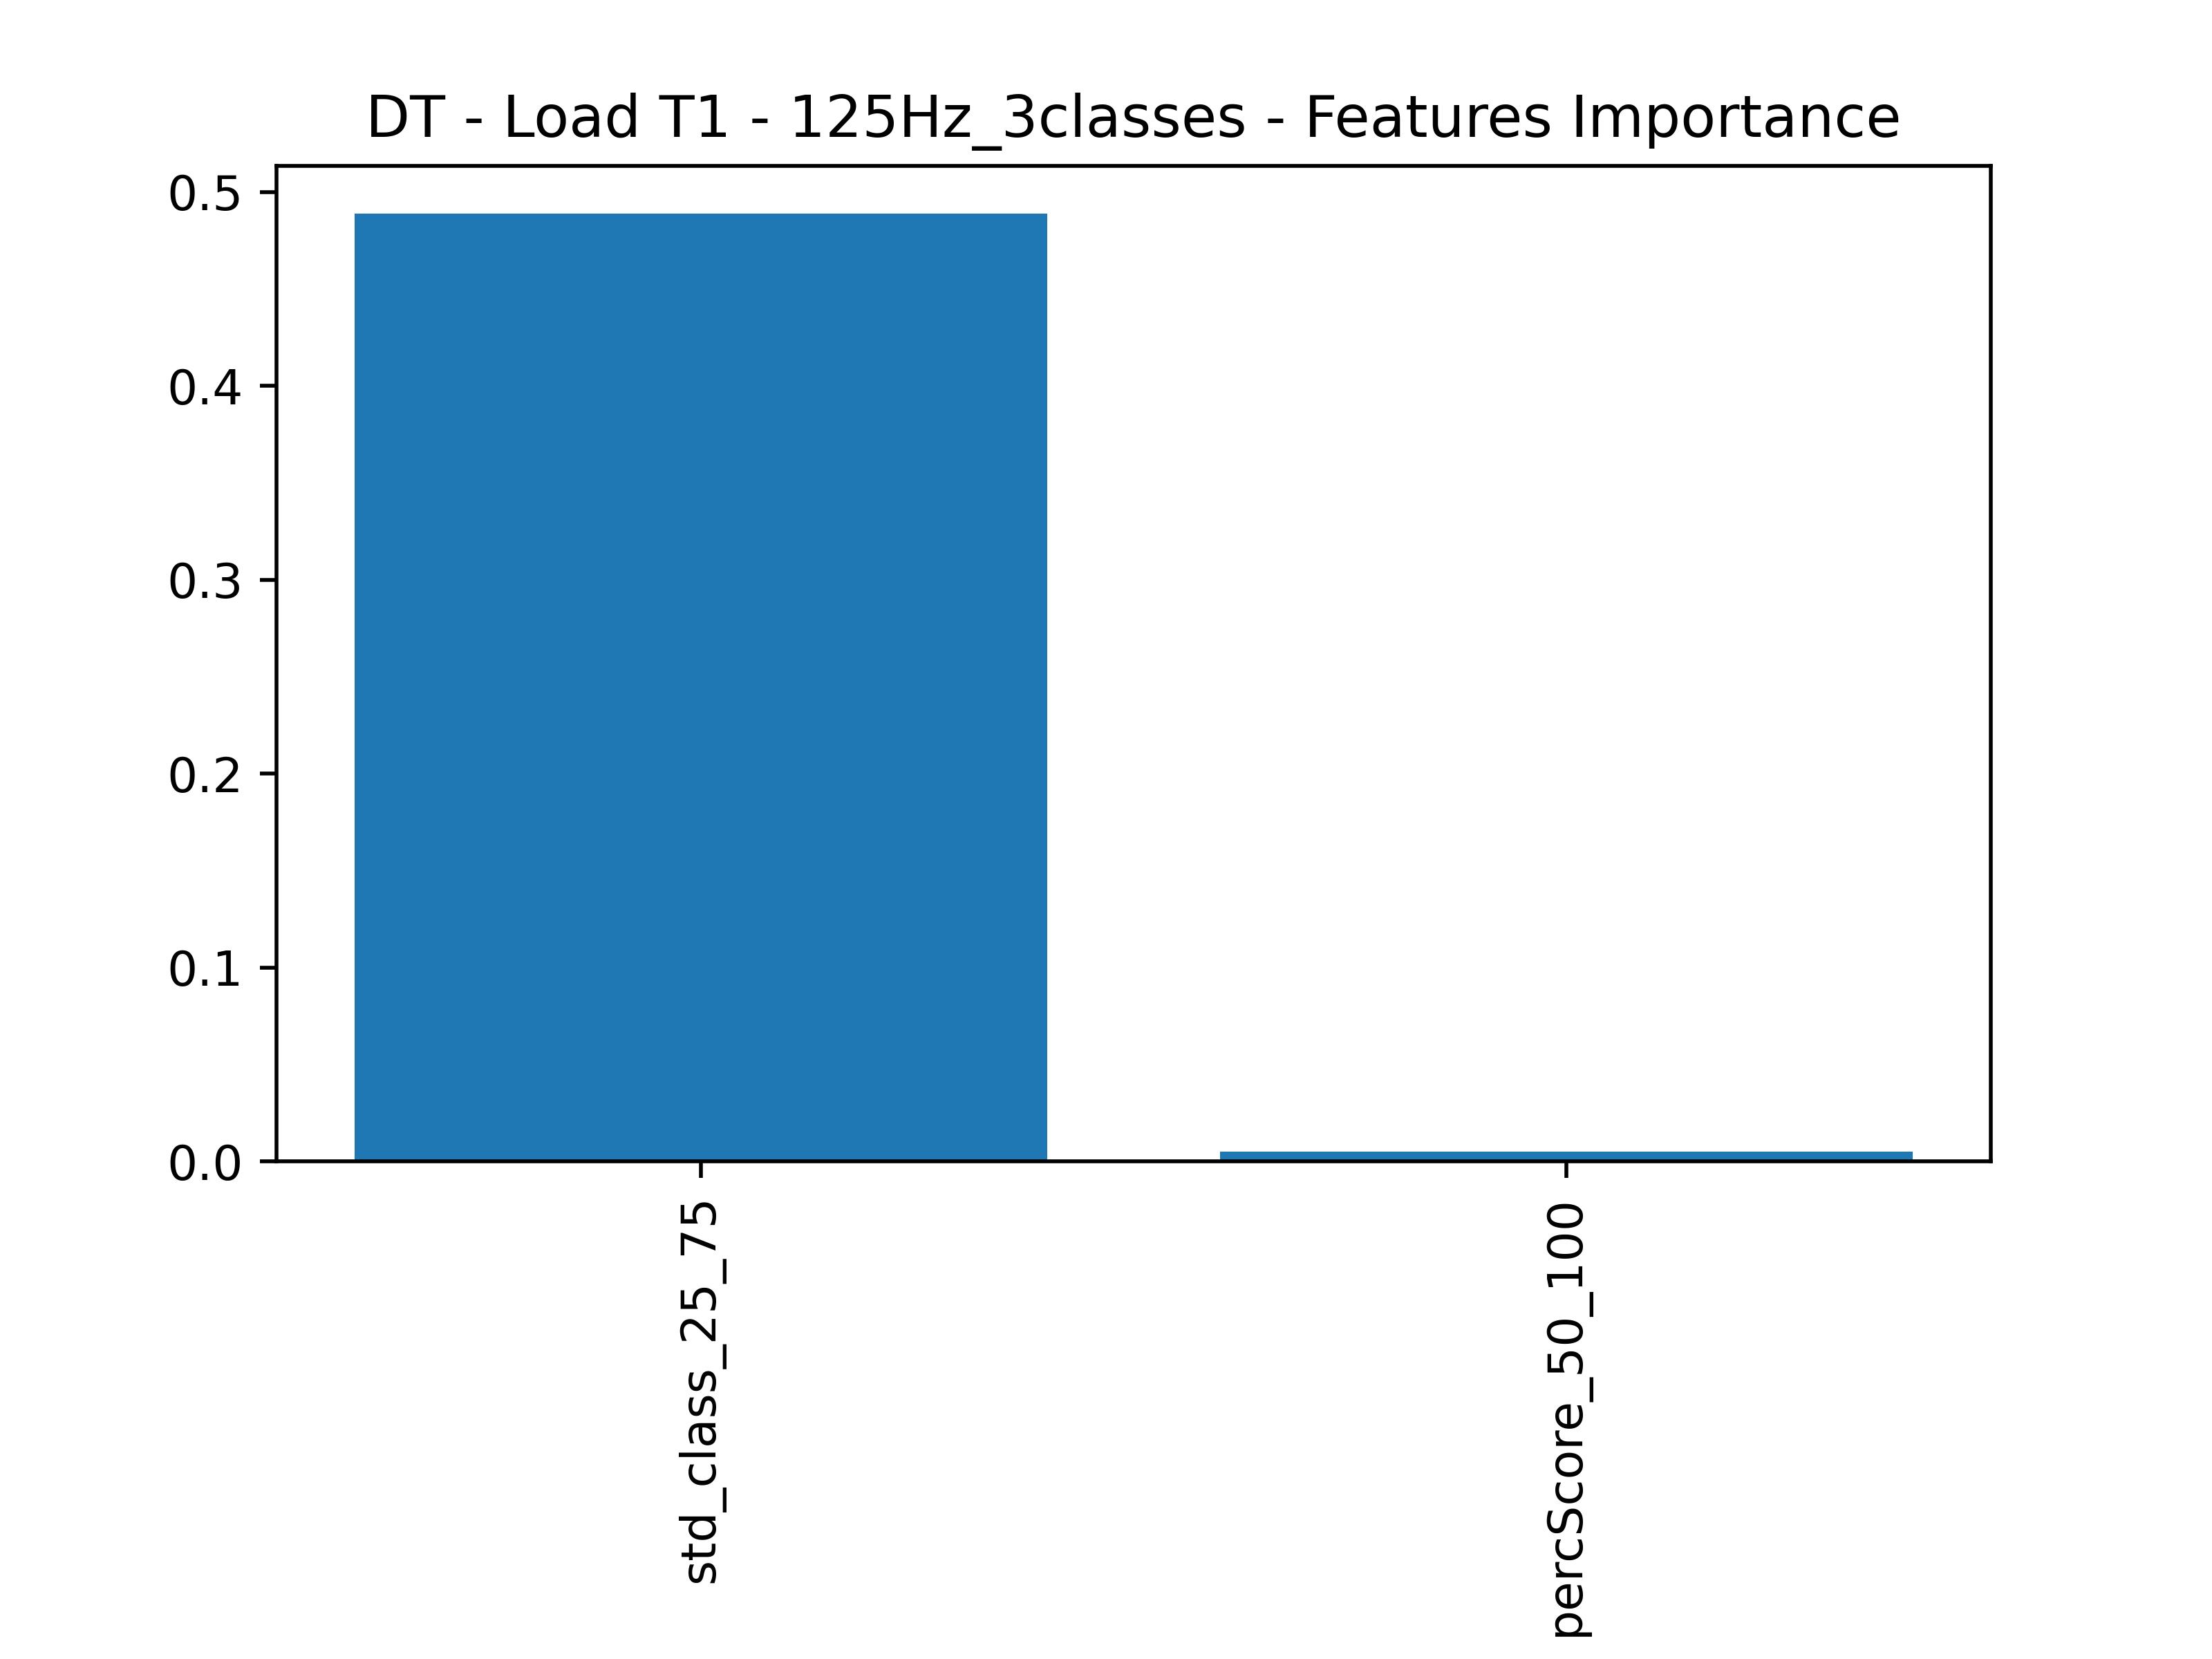 DT - Load T1 - 125Hz_3classes - Features Importance
0.5
0.4
0.3
0.2
0.1
0.0
std_class_25_75
percScore_50_100